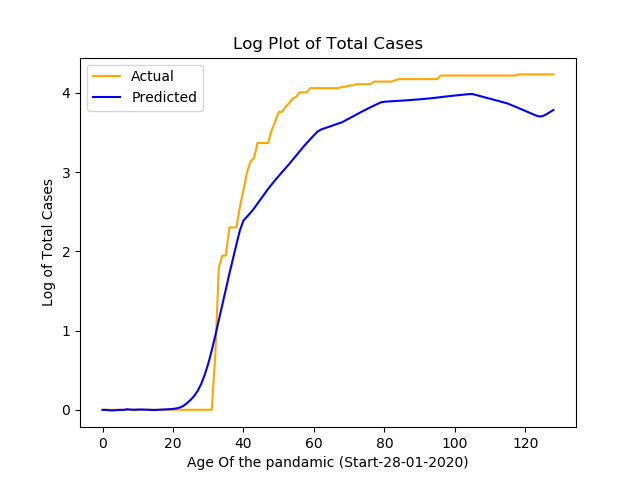 Log Plot of Total Cases
Actual
Predicted
Log of Total Cases
4
3
2
1
0
0 20 40 60 80 100 120
Age Of the pandamic (Start-28-01-2020)